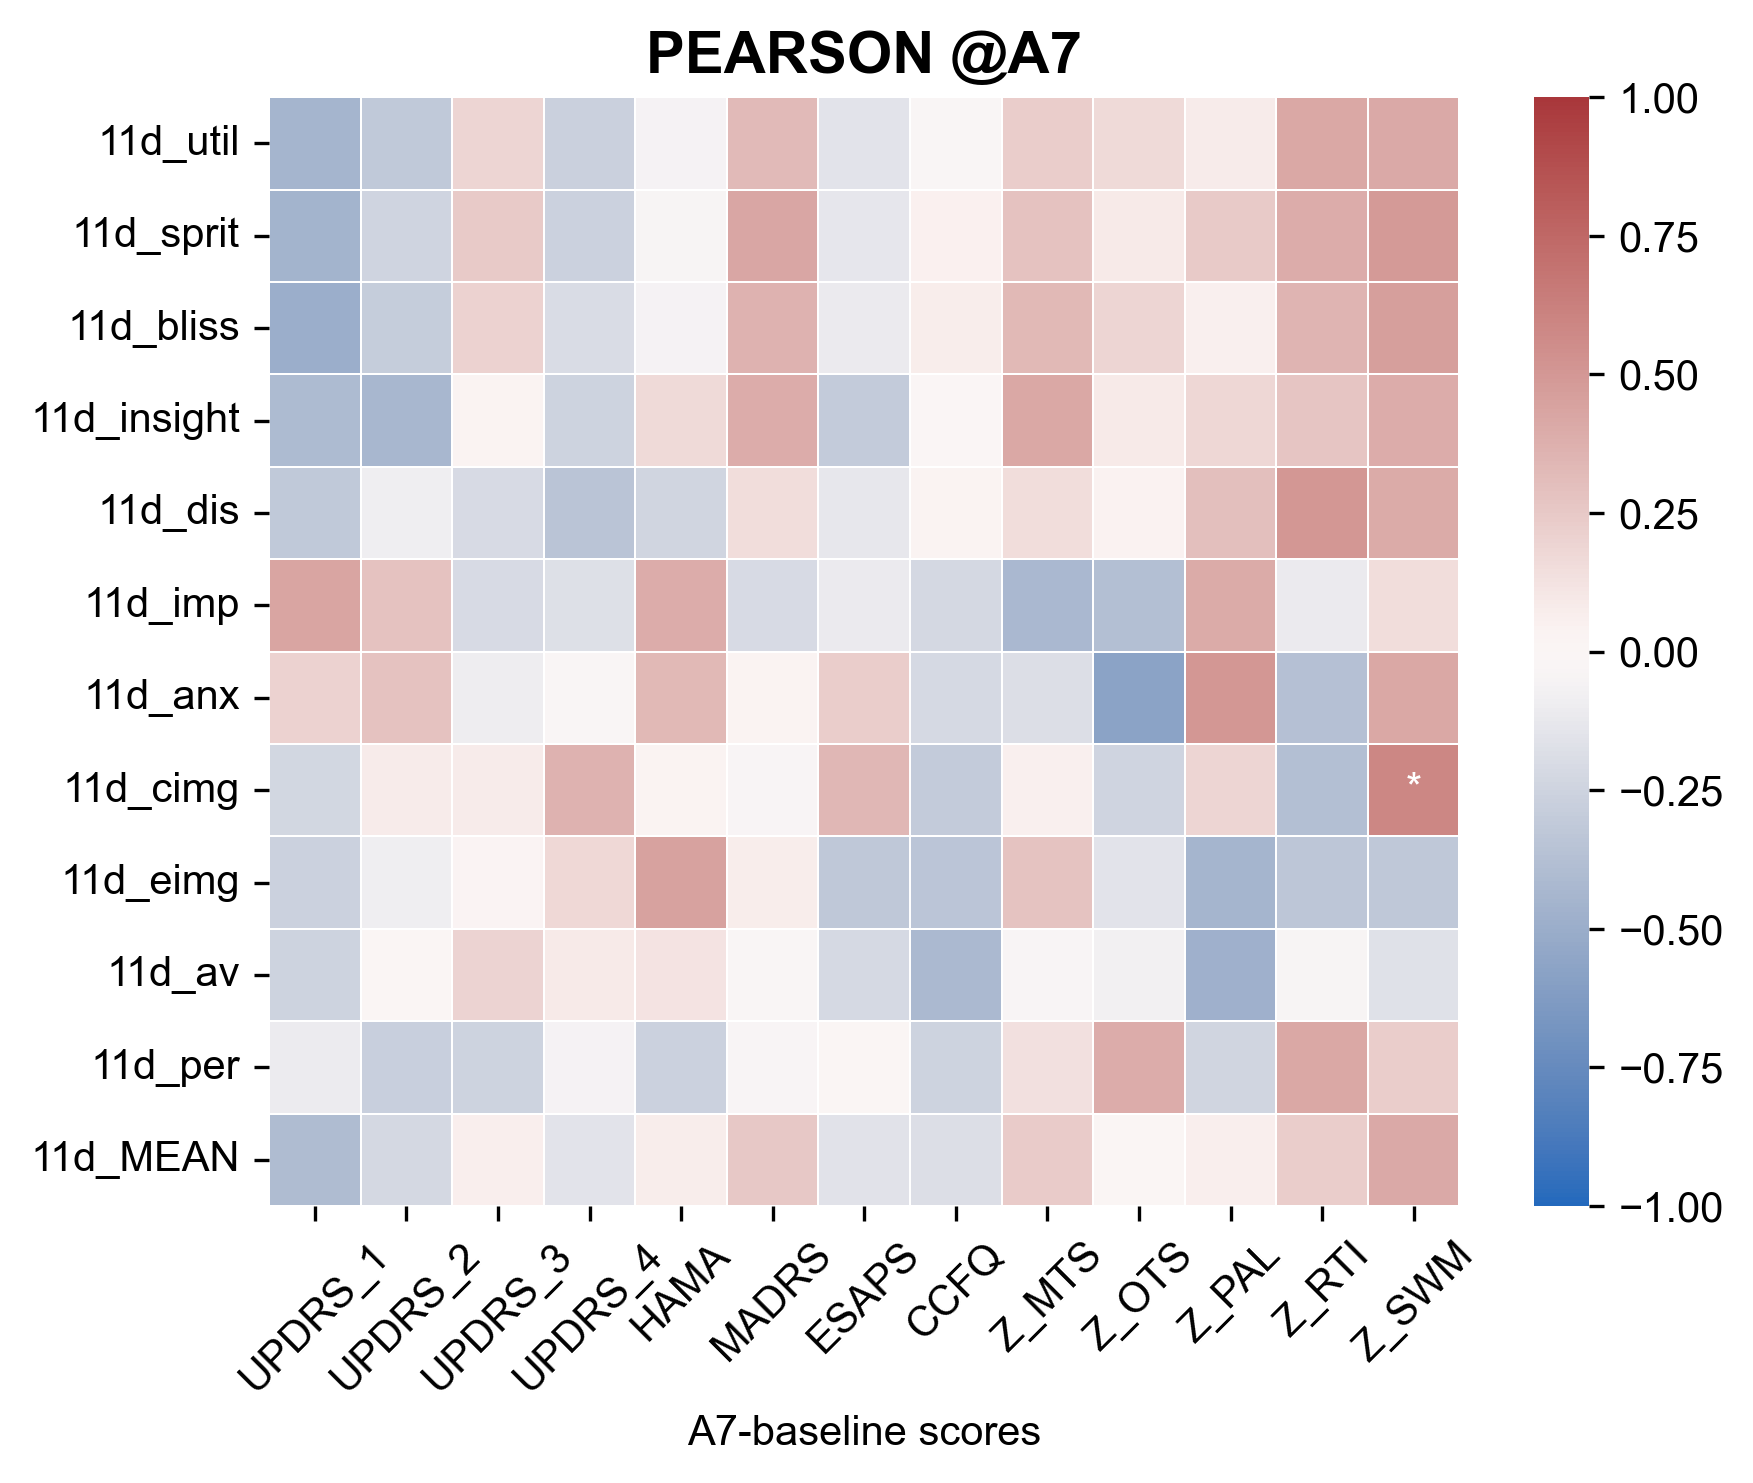 PEARSON @A7
11d_util
11d_sprit
11d_bliss
11d_insight
11d_dis
11d_imp
11d_anx
11d_cimg
11d_eimg
11d_av
11d_per
11d_MEAN
*
UPDRS_1
UPDRS_2
UPDRS_3
UPDRS_4
HAMA
MADRS
ESAPS
CCFQ
Z_MTS
Z_OTS
Z_PAL
Z_RTI
Z_SWM
A7-baseline scores
1.00
0.75
0.50
0.25
0.00
−0.25
−0.50
−0.75
−1.00